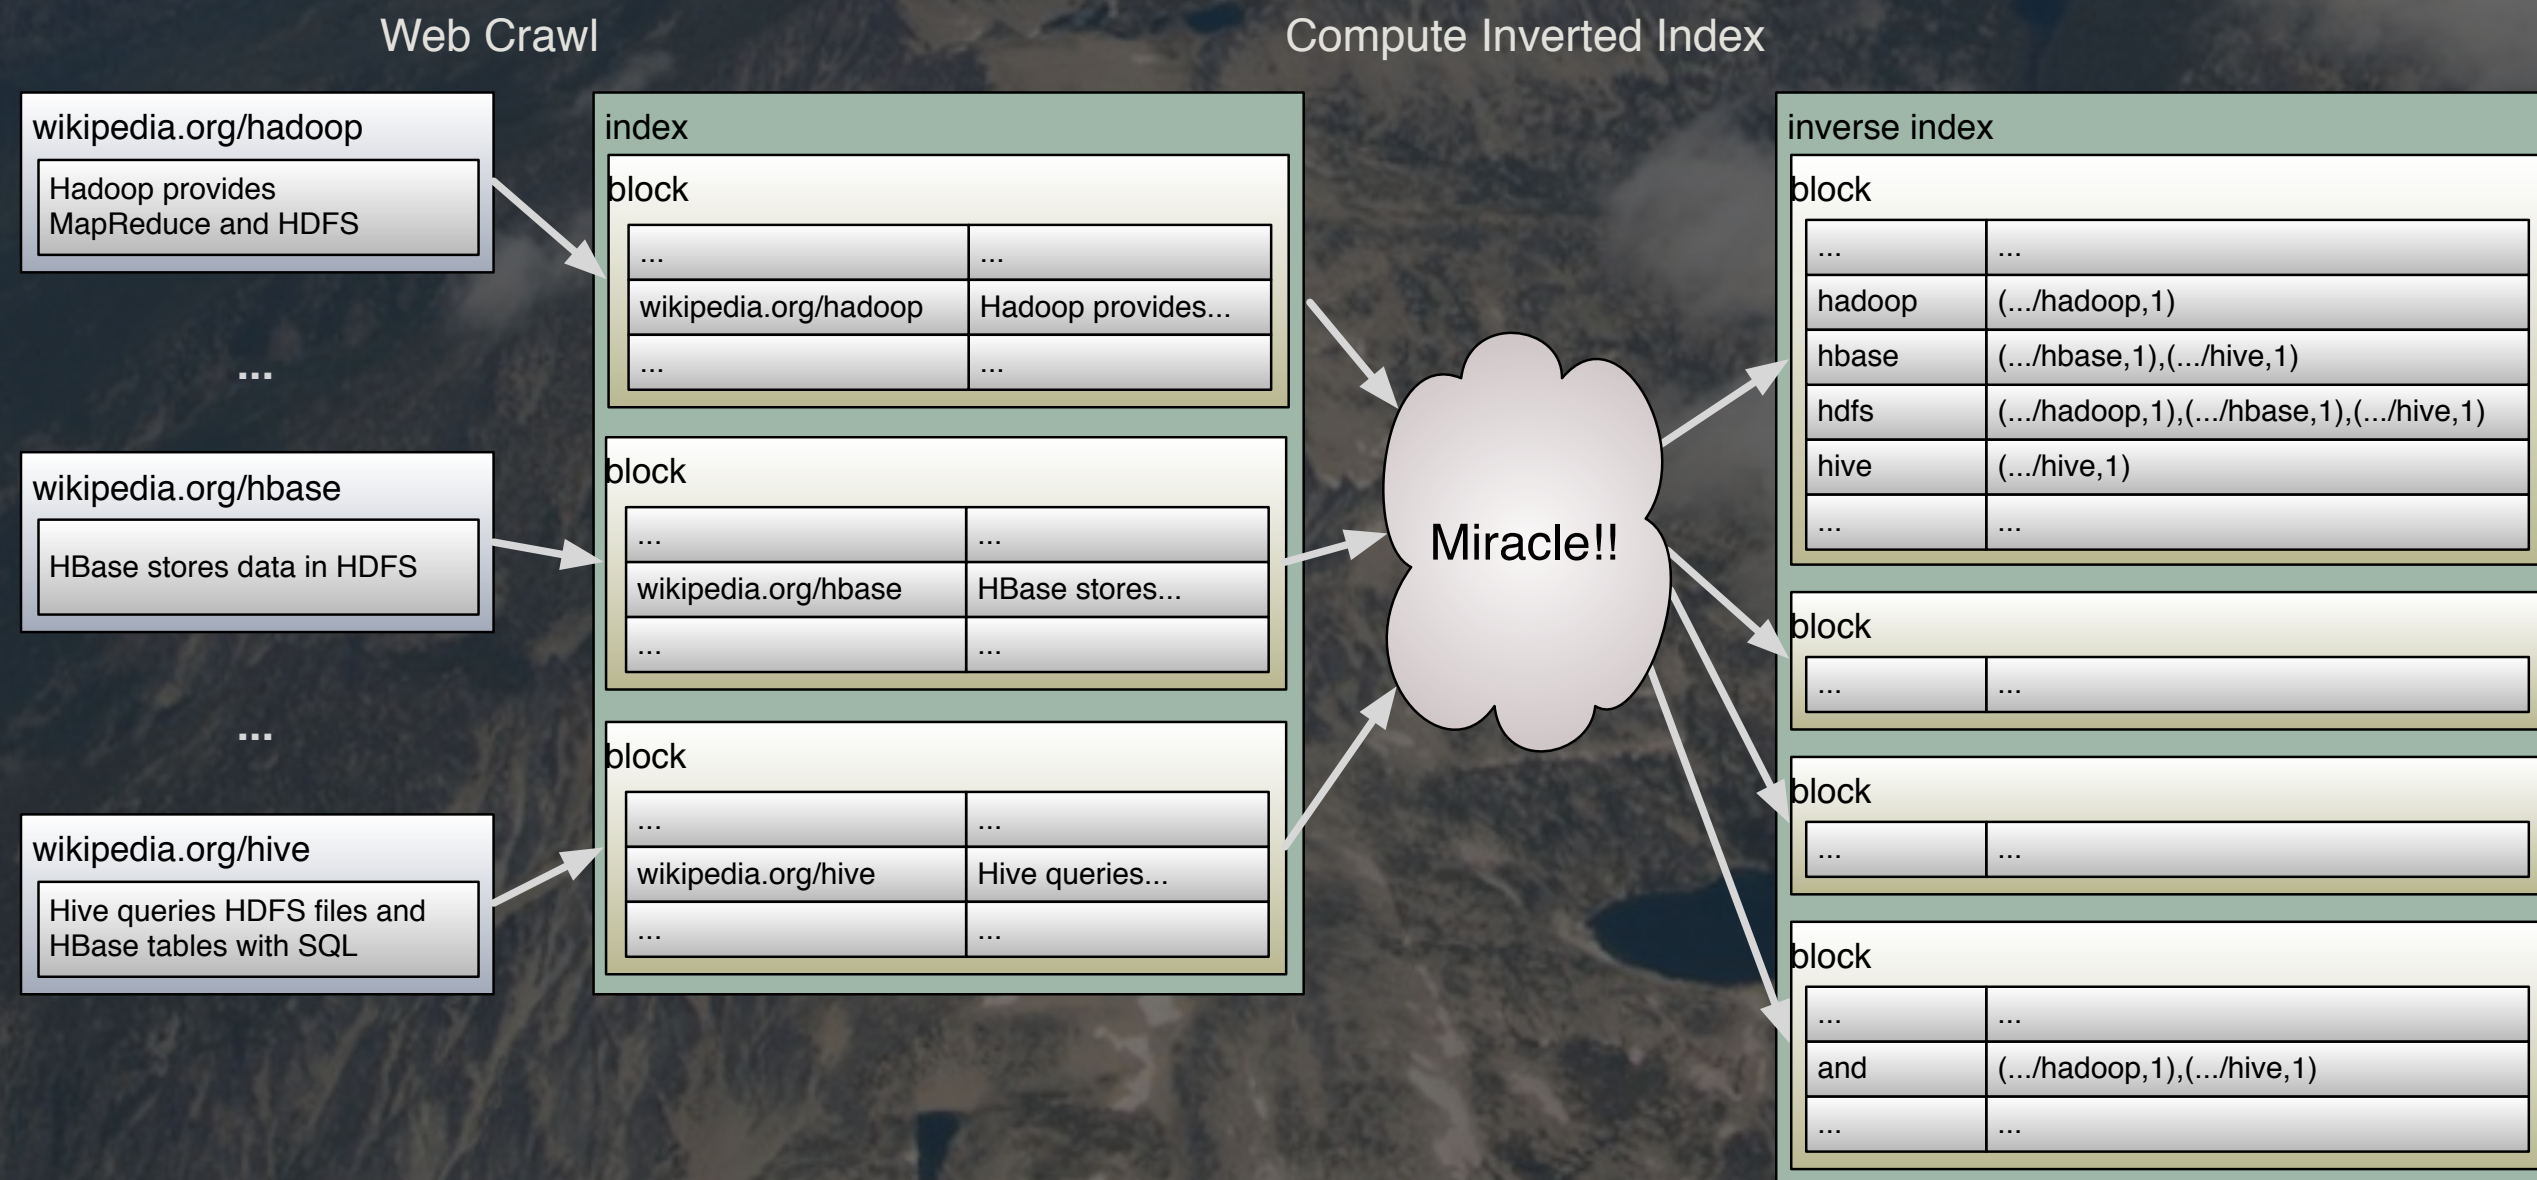 Web Crawl
Compute Inverted Index
wikipedia.org/hadoop
Hadoop provides
MapReduce and HDFS
...
wikipedia.org/hbase
HBase stores data in HDFS
...
wikipedia.org/hive
Hive queries HDFS files and
HBase tables with SQL
index
block
... ...
wikipedia.org/hadoop Hadoop provides...
... ...
block
... ...
wikipedia.org/hbase HBase stores...
... ...
block
... ...
wikipedia.org/hive Hive queries...
... ...
Miracle!!
inverse index
block
... ...
hadoop (.../hadoop,1)
hbase (.../hbase,1),(.../hive,1)
hdfs (.../hadoop,1),(.../hbase,1),(.../hive,1)
hive (.../hive,1)
... ...
block
... ...
block
... ...
block
... ...
and (.../hadoop,1),(.../hive,1)
... ...